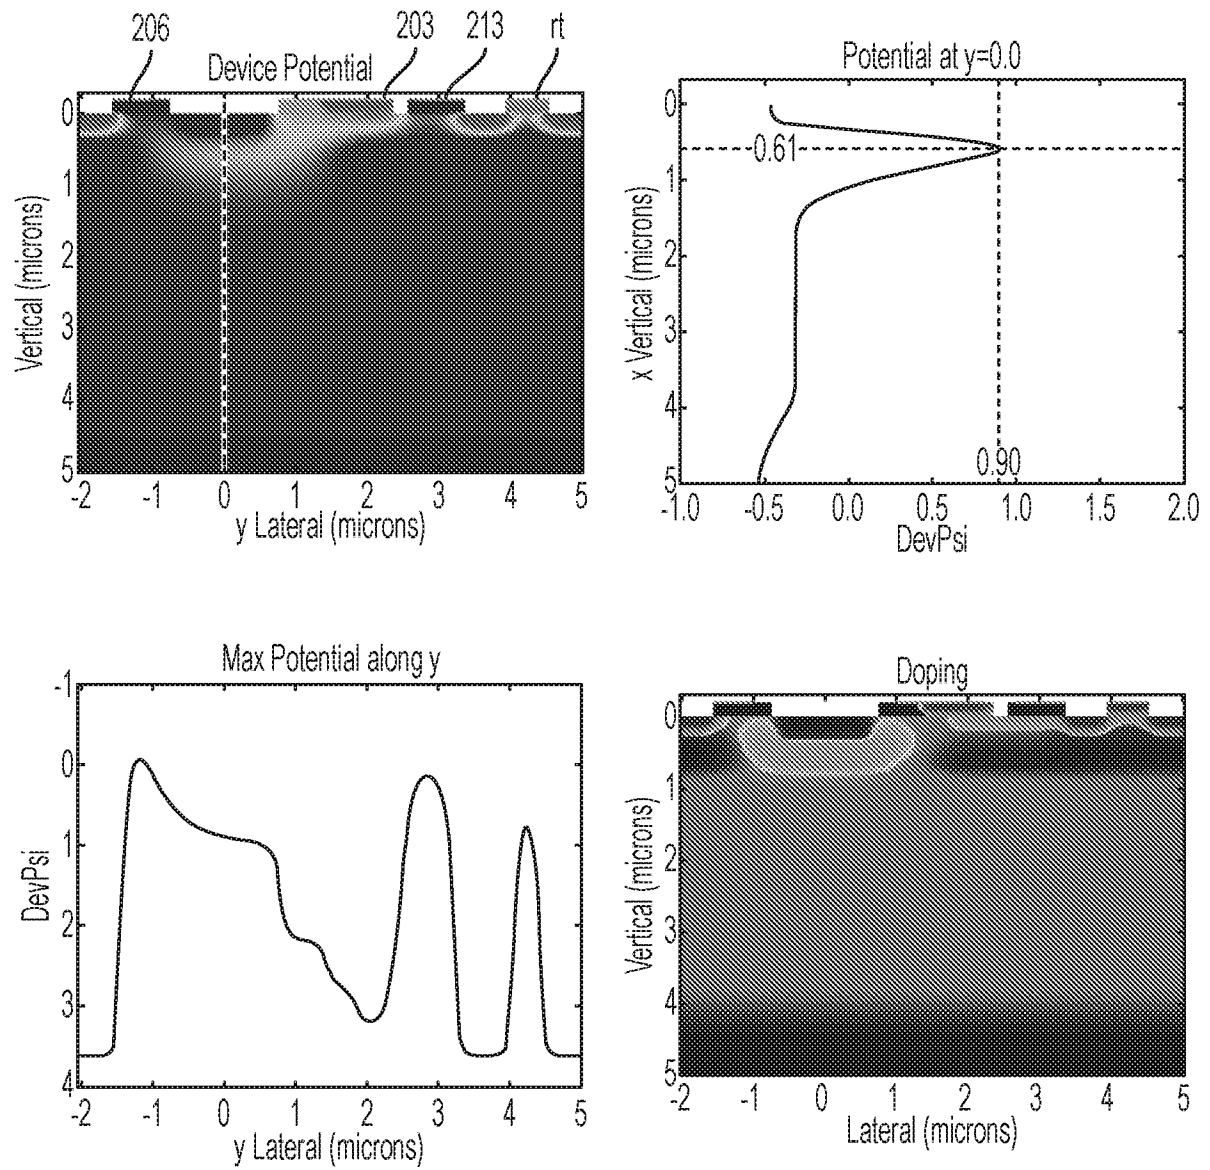 206 203 213 rt
Device Potential
0
1
2
3
4
5
Vertical (microns)
-2 -1 0 1 2 3 4 5
y Lateral (microns)
Potential at y=0.0
0
1
2
3
4
5
x Vertical (microns)
-0.61
0.90
-1.0 -0.5 0.0 0.5 1.0 1.5 2.0
DevPsi
Max Potential along y
-1
0
1
2
3
4
DevPsi
-2 -1 0 1 2 3 4 5
y Lateral (microns)
Doping
0
1
2
3
4
5
Vertical (microns)
-2 -1 0 1 2 3 4 5
Lateral (microns)